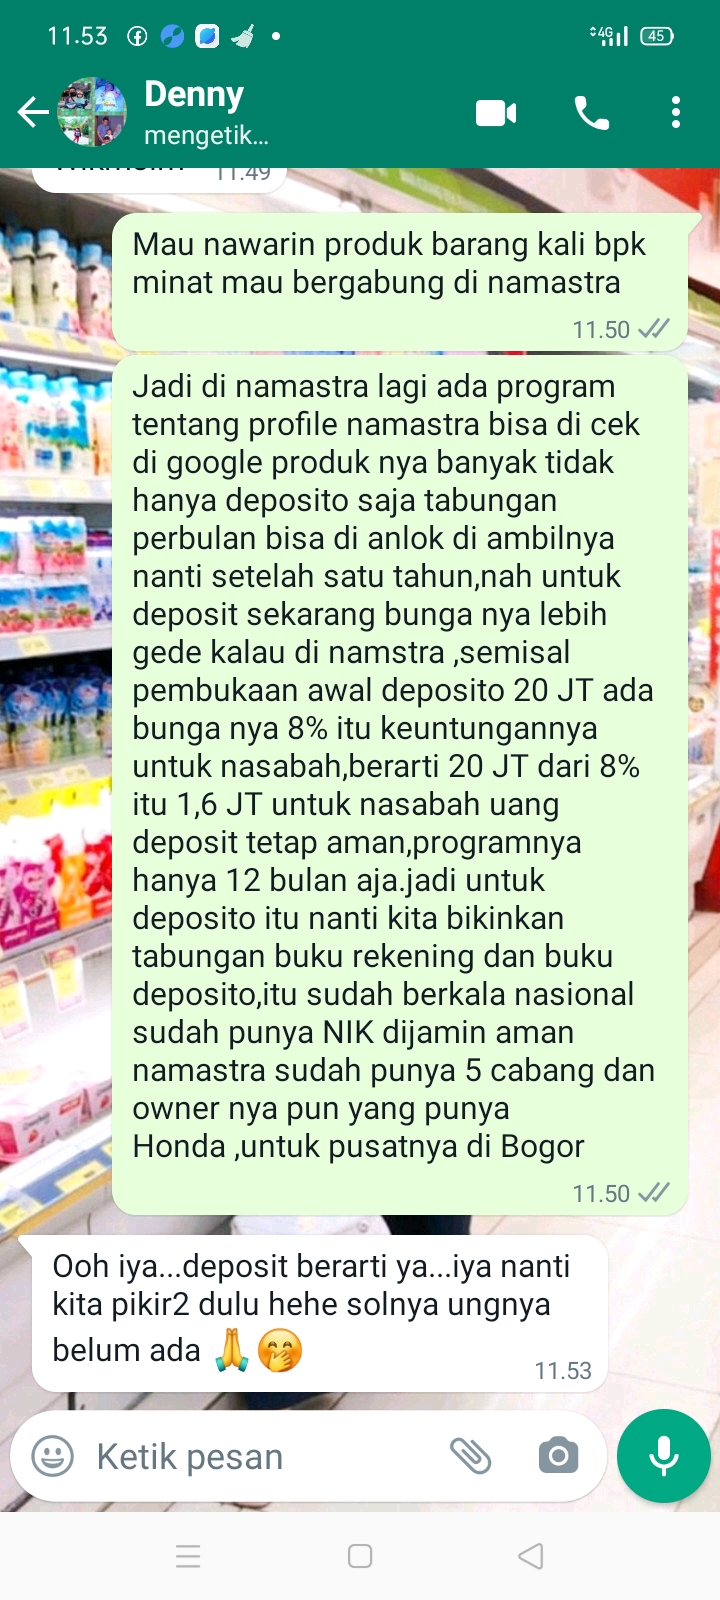 11.53
4G
45
Denny
mengetik...
11.49
Mau nawarin produk barang kali bpk
minat mau bergabung di namastra
11.50
Jadi di namastra lagi ada program
tentang profile namastra bisa di cek
di google produk nya banyak tidak
hanya deposito saja tabungan
perbulan bisa di anlok di ambilnya
nanti setelah satu tahun,nah untuk
deposit sekarang bunga nya lebih
gede kalau di namstra ,semisal
pembukaan awal deposito 20 JT ada
bunga nya 8% itu keuntungannya
untuk nasabah,berarti 20 JT dari 8%
itu 1,6 JT untuk nasabah uang
deposit tetap aman,programnya
hanya 12 bulan aja.jadi untuk
deposito itu nanti kita bikinkan
tabungan buku rekening dan buku
deposito,itu sudah berkala nasional
sudah punya NIK dijamin aman
namastra sudah punya 5 cabang dan
owner nya pun yang punya
Honda ,untuk pusatnya di Bogor
11.50
Ooh iya...deposit berarti ya...iya nanti
kita pikir2 dulu hehe solnya ungnya
belum ada 🙏🤭
11.53
Ketik pesan